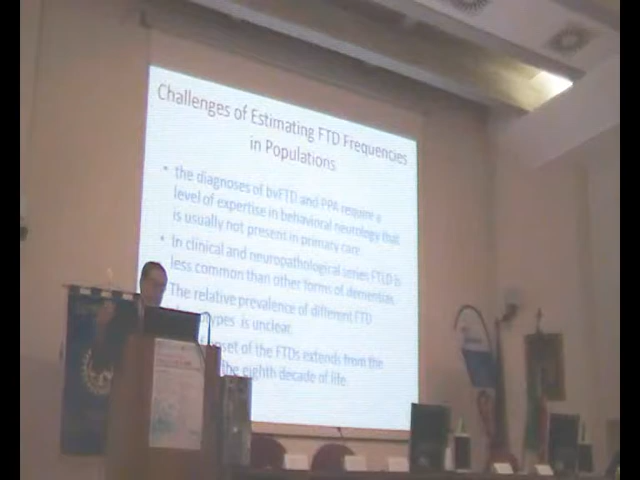 Challenges of Estimating FTD Frequencies
in Populations
• the diagnoses of bvFTD and PPA require a
level of expertise in behavioral neurology that
is usually not present in primary care
• In clinical and neuropathological series FTLD is
less common than other forms of dementias
The relative prevalence of different FTD
is unclear.
of the FTDs extends from the
the eighth decade of life